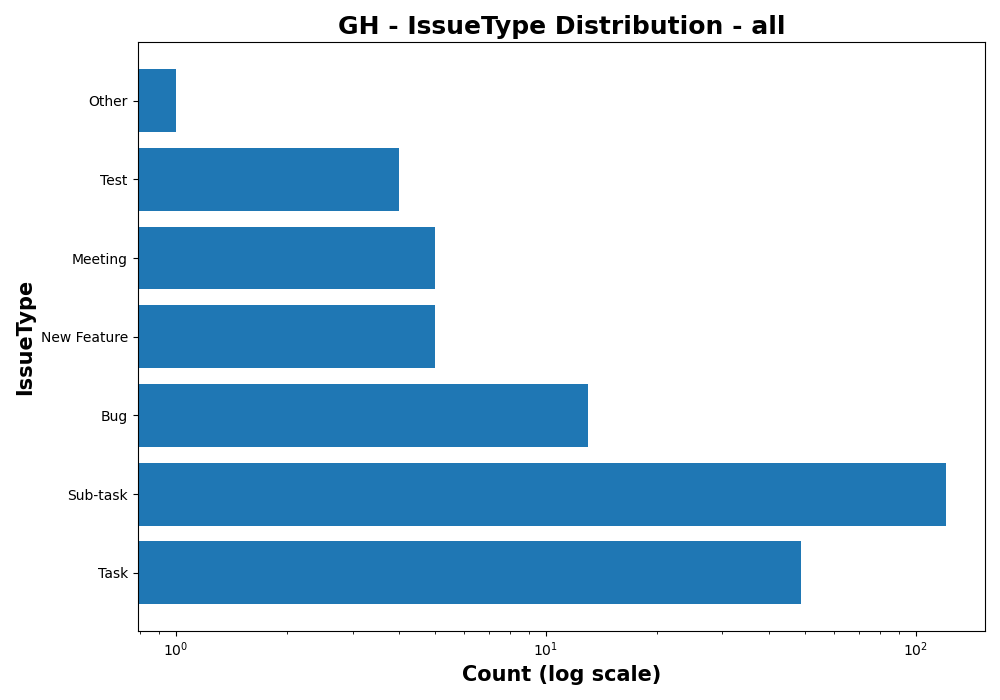 GH - IssueType Distribution - all
Other
Test
Meeting
New Feature
Bug
Sub-task
Task
IssueType
10⁰
10¹
10²
Count (log scale)